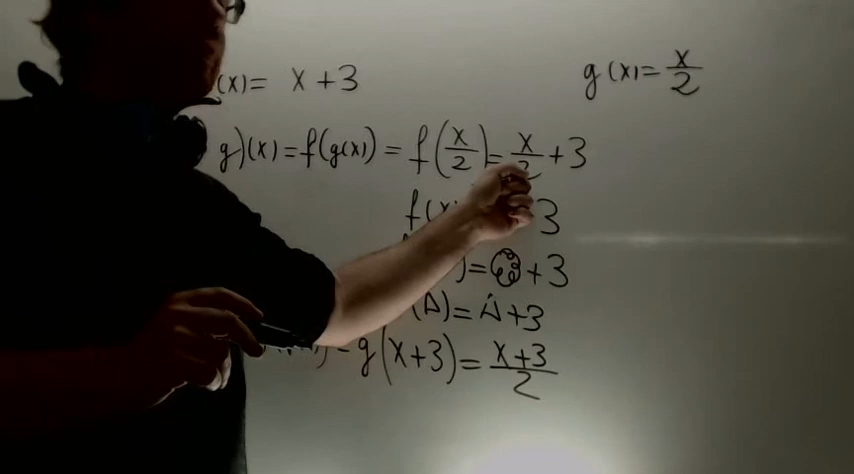 (x) = x + 3 g(x) = x/2
g)(x) = f(g(x)) = f(x/2) = x/2 + 3
f(x 3
) = + 3
(Δ) = Δ + 3
g(x+3) = x+3/2